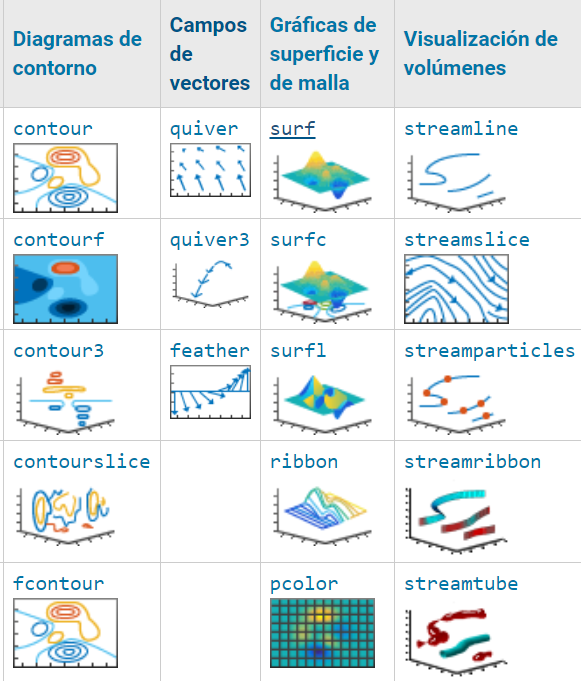 Diagramas de
contorno
Campos
de
vectores
Gráficas de
superficie y
de malla
Visualización de
volúmenes
contour
quiver
surf
streamline
contourf
quiver3
surfc
streamslice
contour3
feather
surfl
streamparticles
contourslice
ribbon
streamribbon
fcontour
pcolor
streamtube